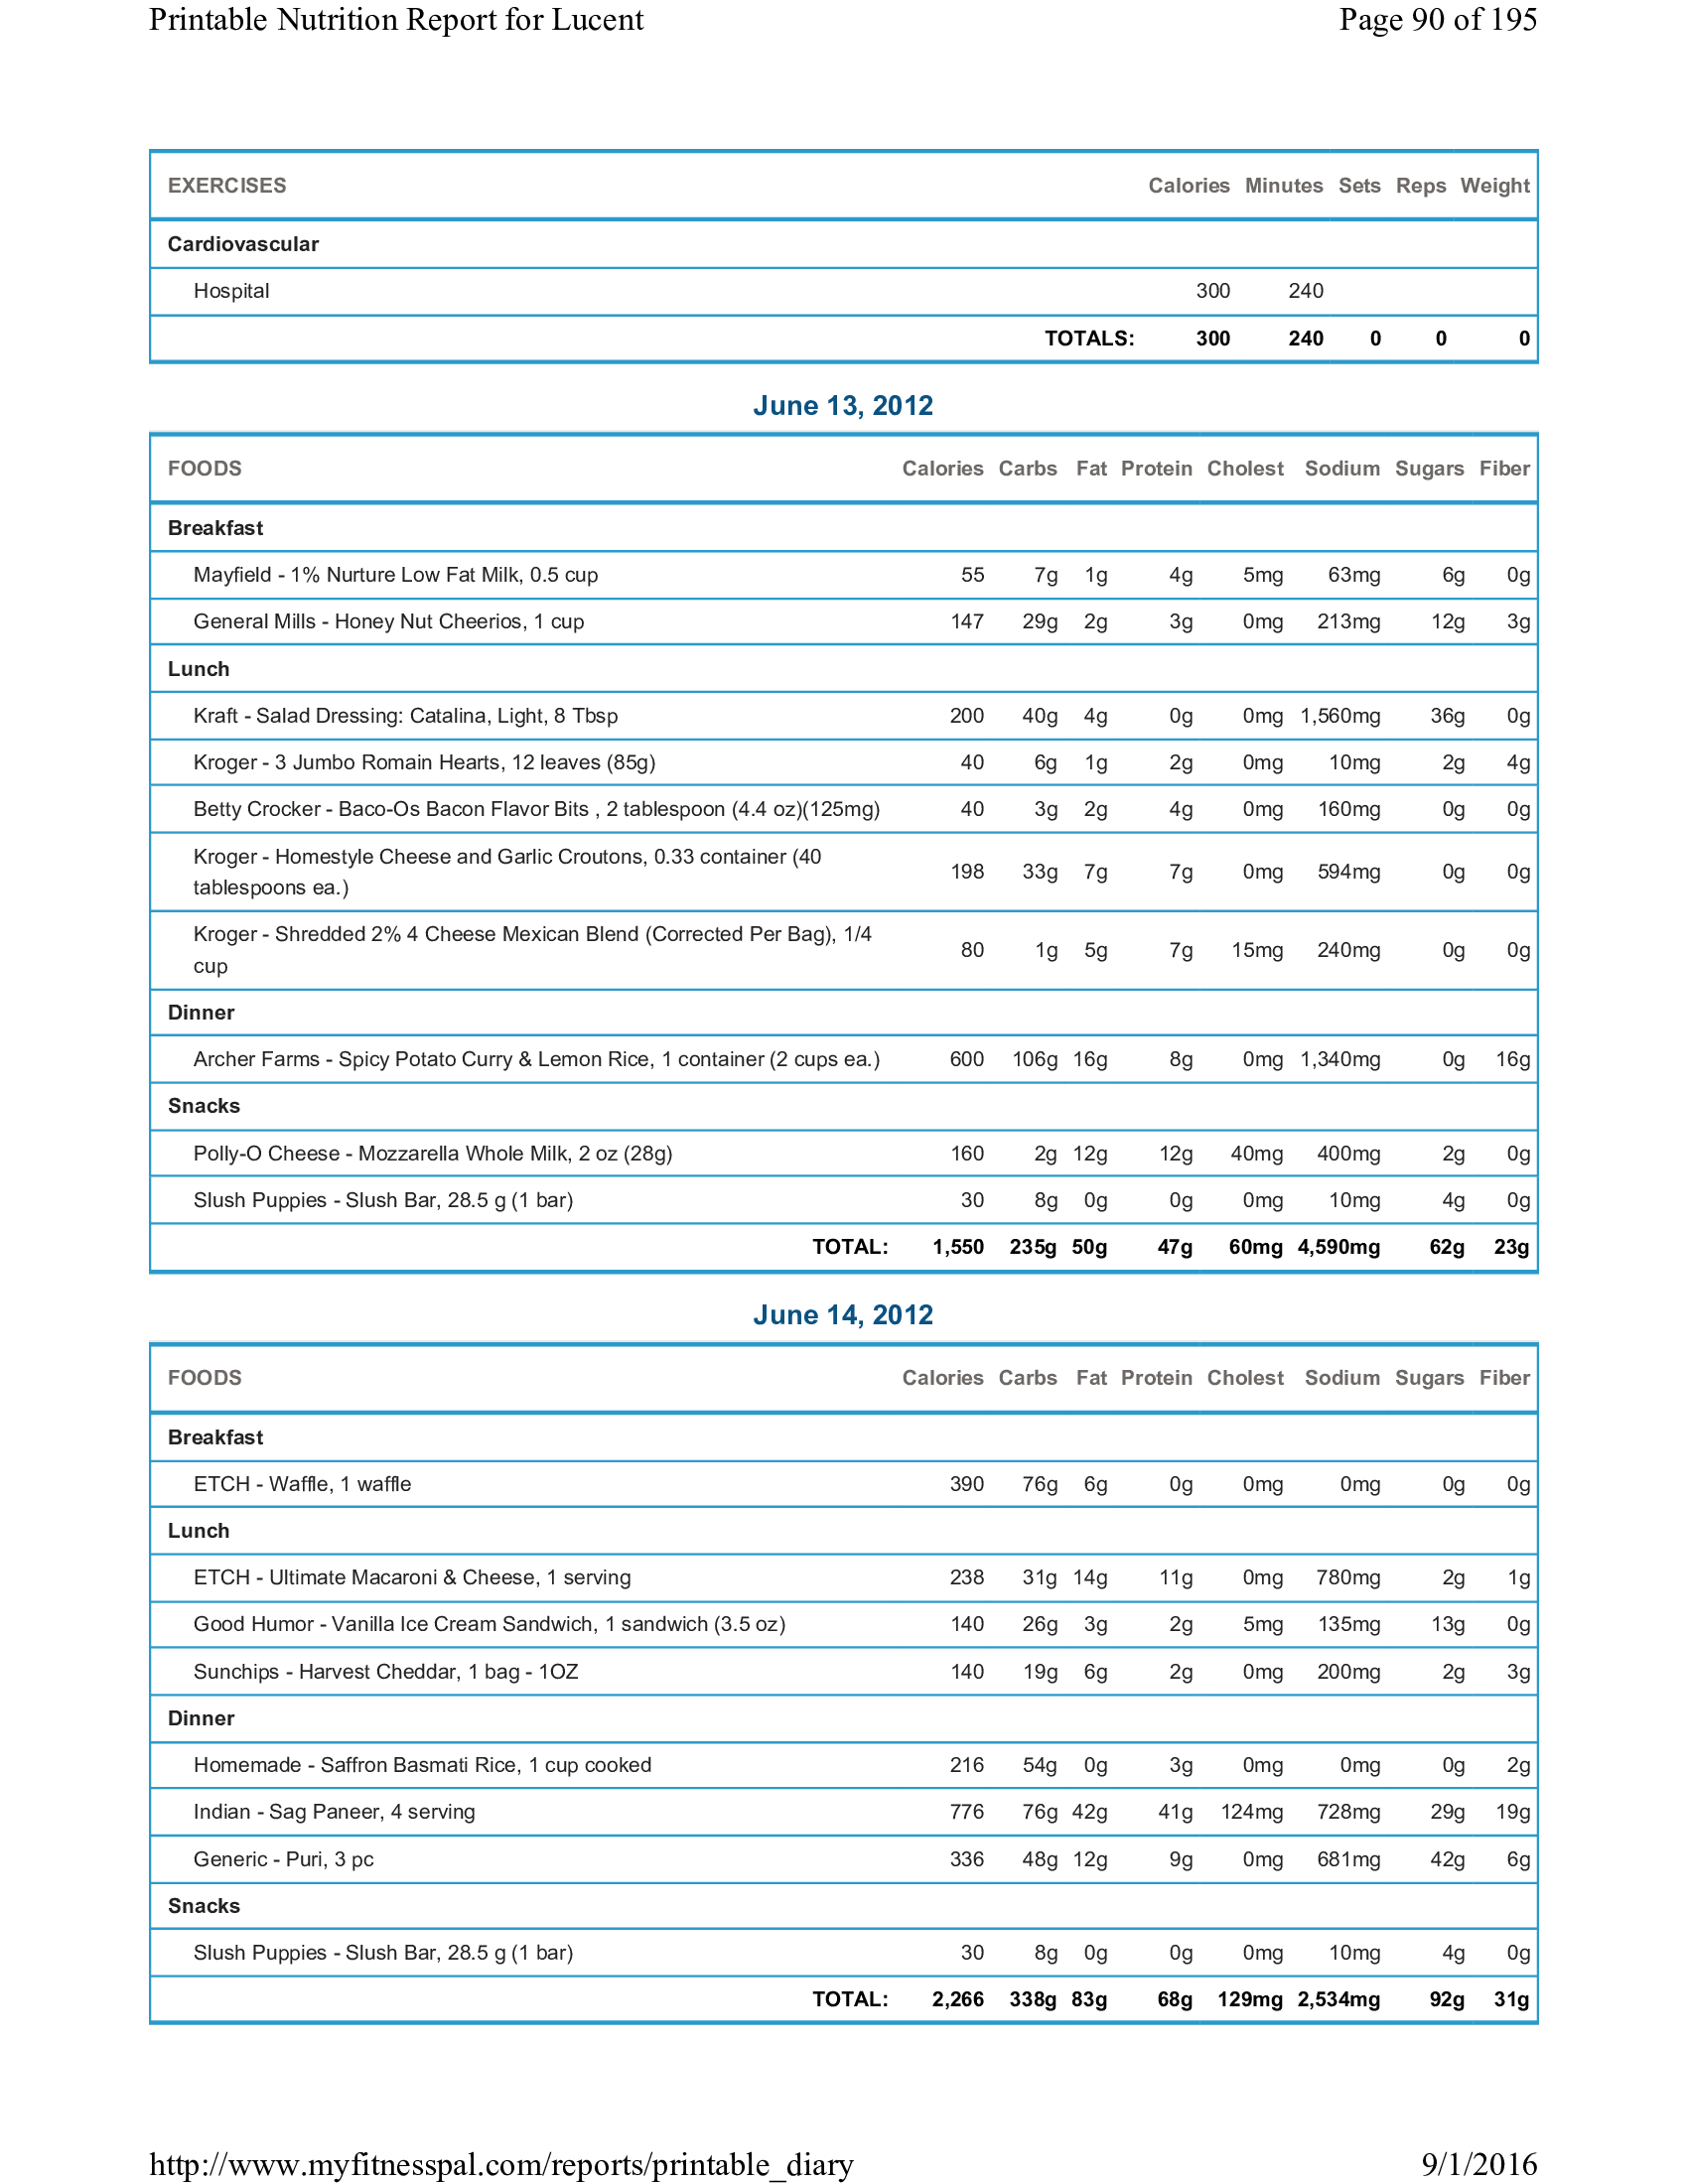 Printable Nutrition Report for Lucent Page 90 of 195
EXERCISES Calories Minutes Sets Reps Weight
Cardiovascular
Hospital 300 240
TOTALS: 300 240 0 0 0
June 13, 2012
FOODS Calories Carbs Fat Protein Cholest Sodium Sugars Fiber
Breakfast
Mayfield - 1% Nurture Low Fat Milk, 0.5 cup 55 7g 1g 4g 5mg 63mg 6g 0g
General Mills - Honey Nut Cheerios, 1 cup 147 29g 2g 3g 0mg 213mg 12g 3g
Lunch
Kraft - Salad Dressing: Catalina, Light, 8 Tbsp 200 40g 4g 0g 0mg 1,560mg 36g 0g
Kroger - 3 Jumbo Romain Hearts, 12 leaves (85g) 40 6g 1g 2g 0mg 10mg 2g 4g
Betty Crocker - Baco-Os Bacon Flavor Bits , 2 tablespoon (4.4 oz)(125mg) 40 3g 2g 4g 0mg 160mg 0g 0g
Kroger - Homestyle Cheese and Garlic Croutons, 0.33 container (40
tablespoons ea.) 198 33g 7g 7g 0mg 594mg 0g 0g
Kroger - Shredded 2% 4 Cheese Mexican Blend (Corrected Per Bag), 1/4
cup 80 1g 5g 7g 15mg 240mg 0g 0g
Dinner
Archer Farms - Spicy Potato Curry & Lemon Rice, 1 container (2 cups ea.) 600 106g 16g 8g 0mg 1,340mg 0g 16g
Snacks
Polly-O Cheese - Mozzarella Whole Milk, 2 oz (28g) 160 2g 12g 12g 40mg 400mg 2g 0g
Slush Puppies - Slush Bar, 28.5 g (1 bar) 30 8g 0g 0g 0mg 10mg 4g 0g
TOTAL: 1,550 235g 50g 47g 60mg 4,590mg 62g 23g
June 14, 2012
FOODS Calories Carbs Fat Protein Cholest Sodium Sugars Fiber
Breakfast
ETCH - Waffle, 1 waffle 390 76g 6g 0g 0mg 0mg 0g 0g
Lunch
ETCH - Ultimate Macaroni & Cheese, 1 serving 238 31g 14g 11g 0mg 780mg 2g 1g
Good Humor - Vanilla Ice Cream Sandwich, 1 sandwich (3.5 oz) 140 26g 3g 2g 5mg 135mg 13g 0g
Sunchips - Harvest Cheddar, 1 bag - 1OZ 140 19g 6g 2g 0mg 200mg 2g 3g
Dinner
Homemade - Saffron Basmati Rice, 1 cup cooked 216 54g 0g 3g 0mg 0mg 0g 2g
Indian - Sag Paneer, 4 serving 776 76g 42g 41g 124mg 728mg 29g 19g
Generic - Puri, 3 pc 336 48g 12g 9g 0mg 681mg 42g 6g
Snacks
Slush Puppies - Slush Bar, 28.5 g (1 bar) 30 8g 0g 0g 0mg 10mg 4g 0g
TOTAL: 2,266 338g 83g 68g 129mg 2,534mg 92g 31g
http://www.myfitnesspal.com/reports/printable_diary 9/1/2016